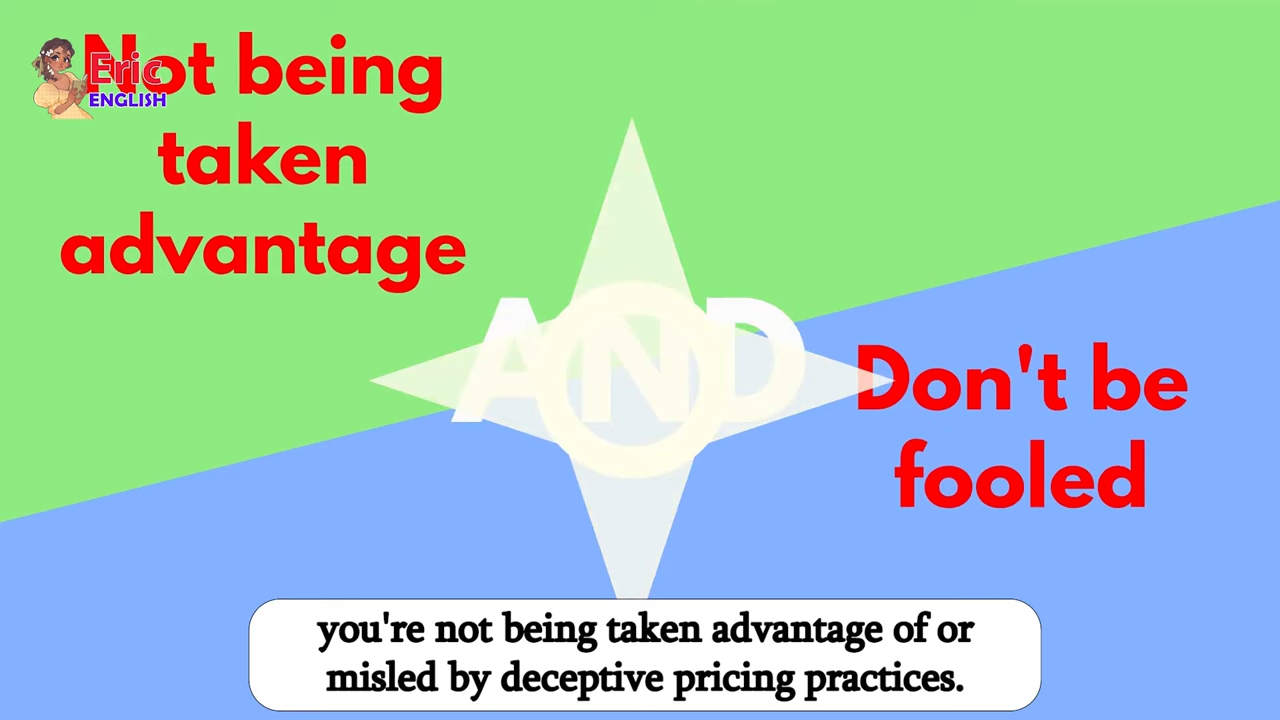 Eric
ENGLISH
Not being
taken
advantage
AND
Don't be
fooled
you're not being taken advantage of or
misled by deceptive pricing practices.